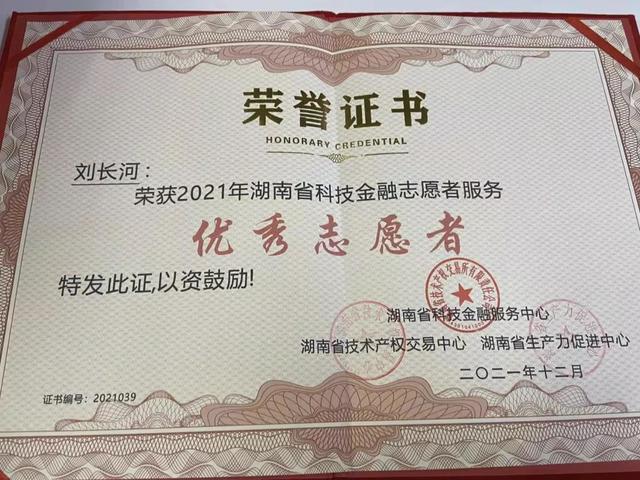 荣誉证书
HONORARY CREDENTIAL
刘长河：
荣获2021年湖南省科技金融志愿者服务
优秀志愿者
特发此证,以资鼓励!
湖南省科技金融服务中心
湖南省技术产权交易中心 湖南省生产力促进中心
二〇二一年十二月
证书编号：2021039